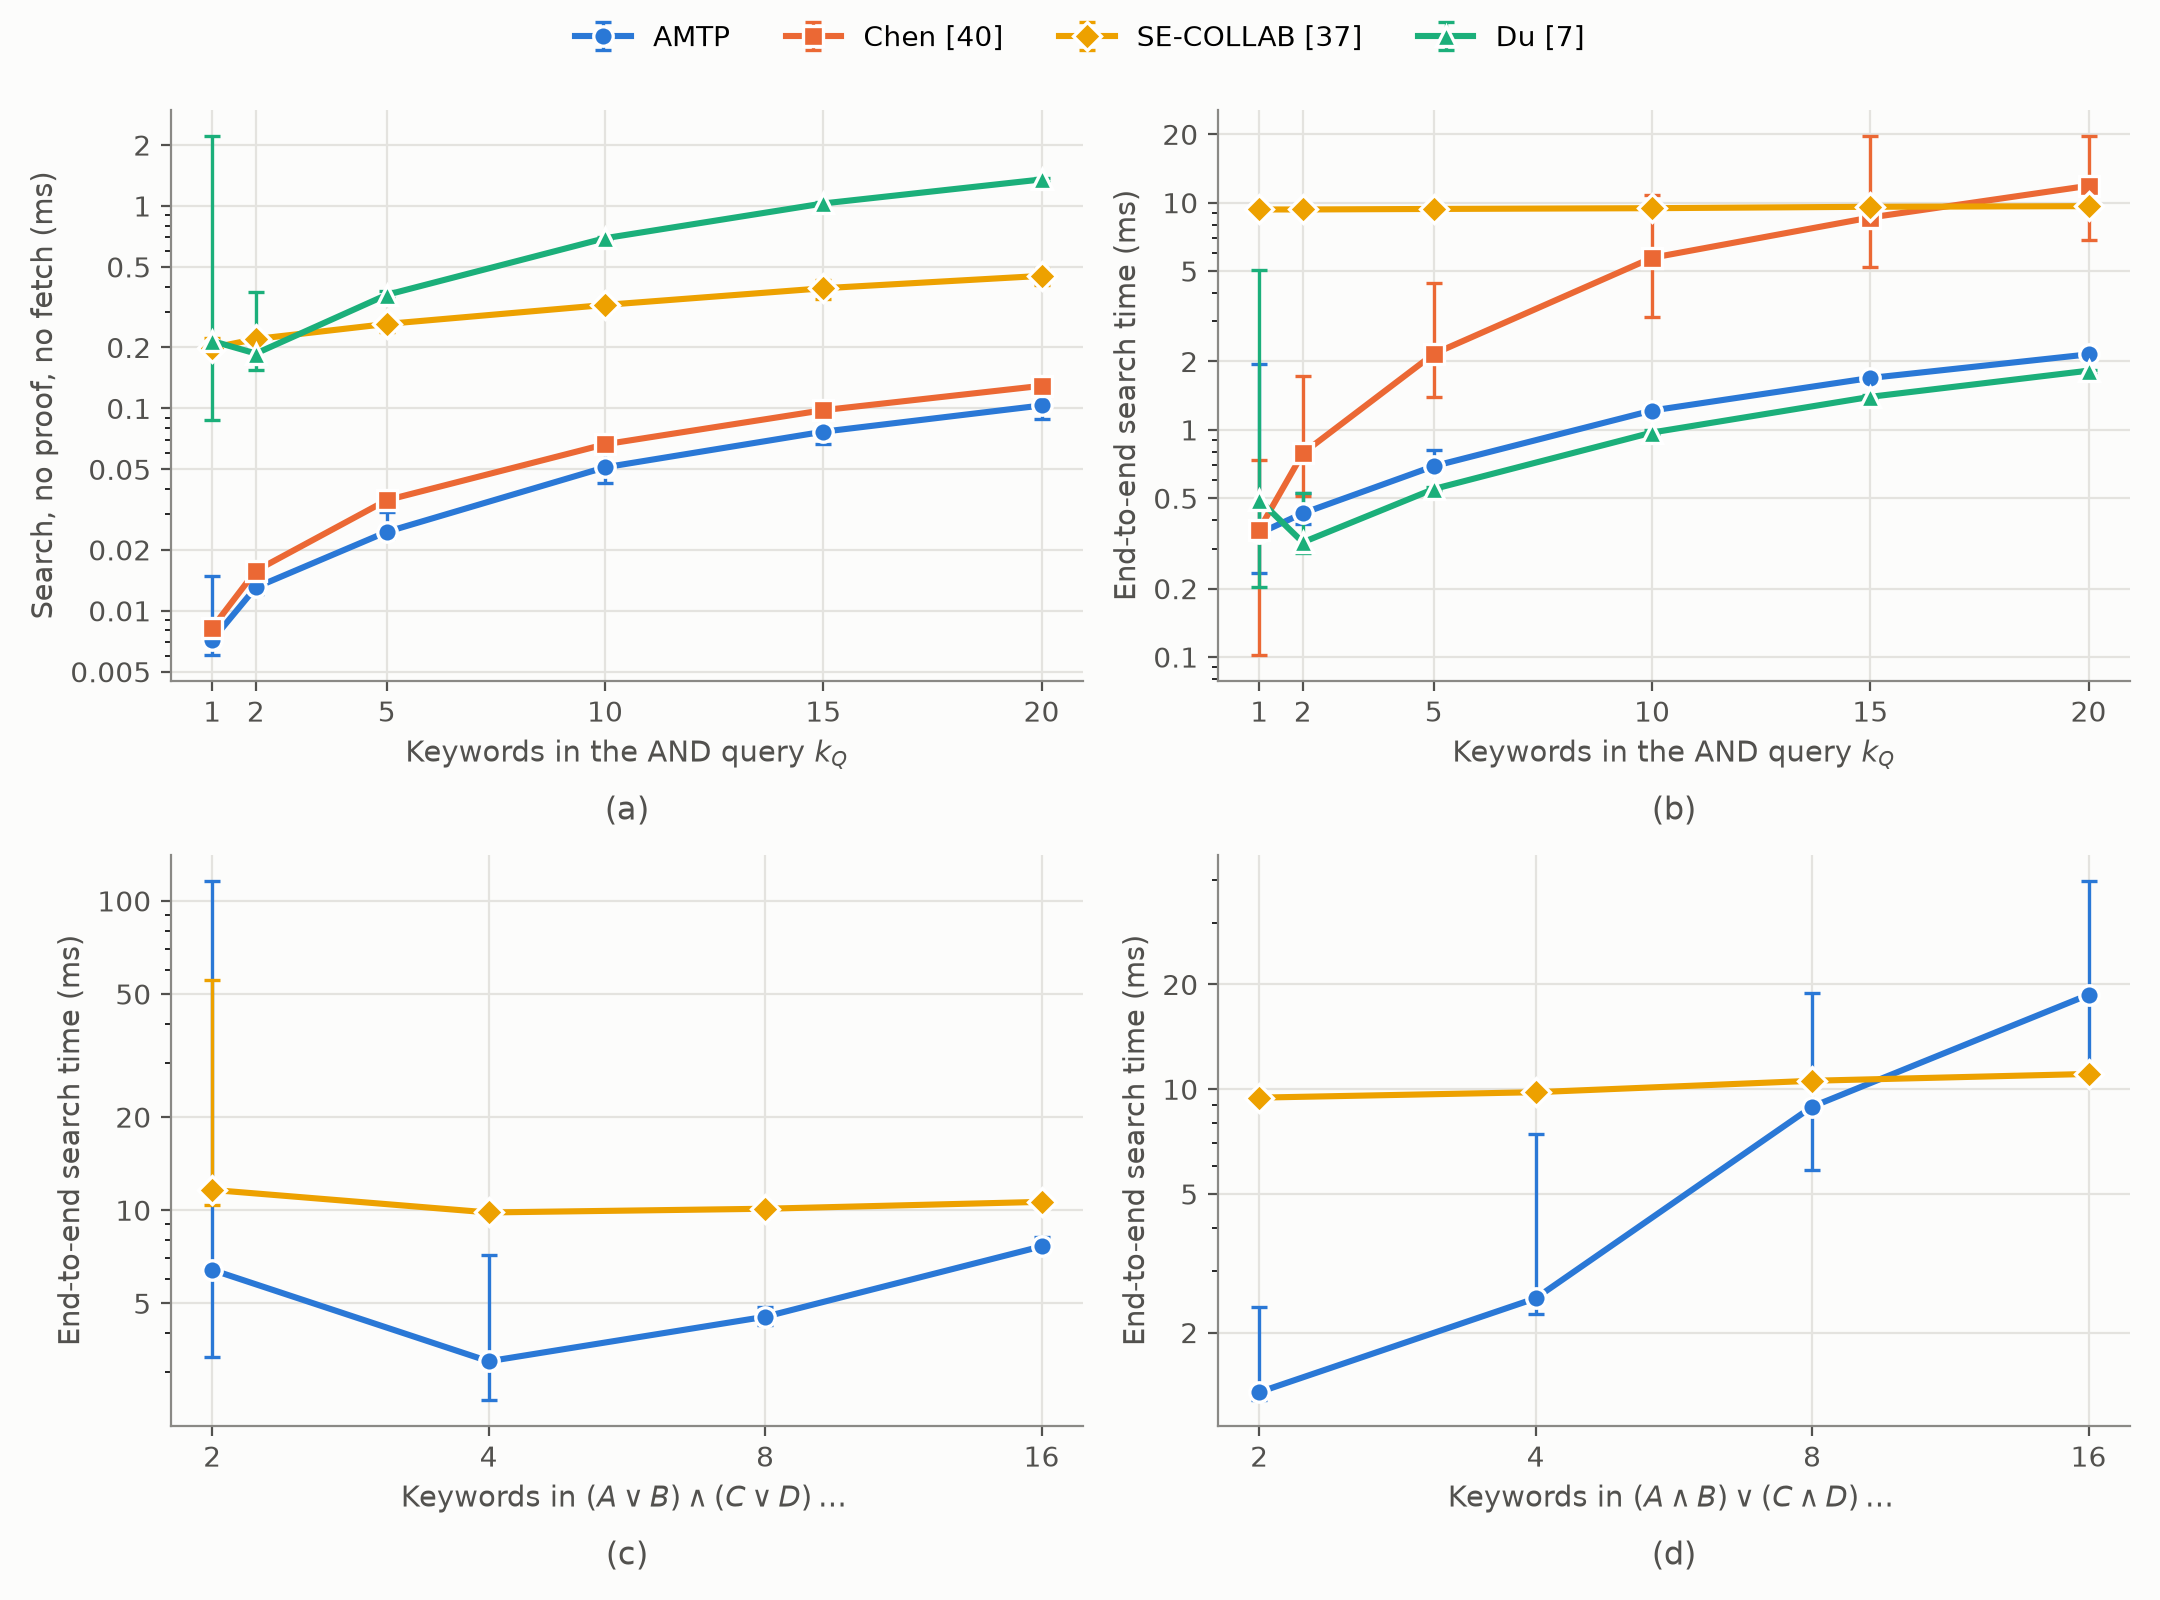 AMTP Chen [40] SE-COLLAB [37] Du [7]
Search, no proof, no fetch (ms)
2
1
0.5
0.2
0.1
0.05
0.02
0.01
0.005
1 2 5 10 15 20
Keywords in the AND query k_Q
(a)
End-to-end search time (ms)
20
10
5
2
1
0.5
0.2
0.1
1 2 5 10 15 20
Keywords in the AND query k_Q
(b)
End-to-end search time (ms)
100
50
20
10
5
2 4 8 16
Keywords in (A ∨ B) ∧ (C ∨ D) ...
(c)
End-to-end search time (ms)
20
10
5
2
2 4 8 16
Keywords in (A ∧ B) ∨ (C ∧ D) ...
(d)